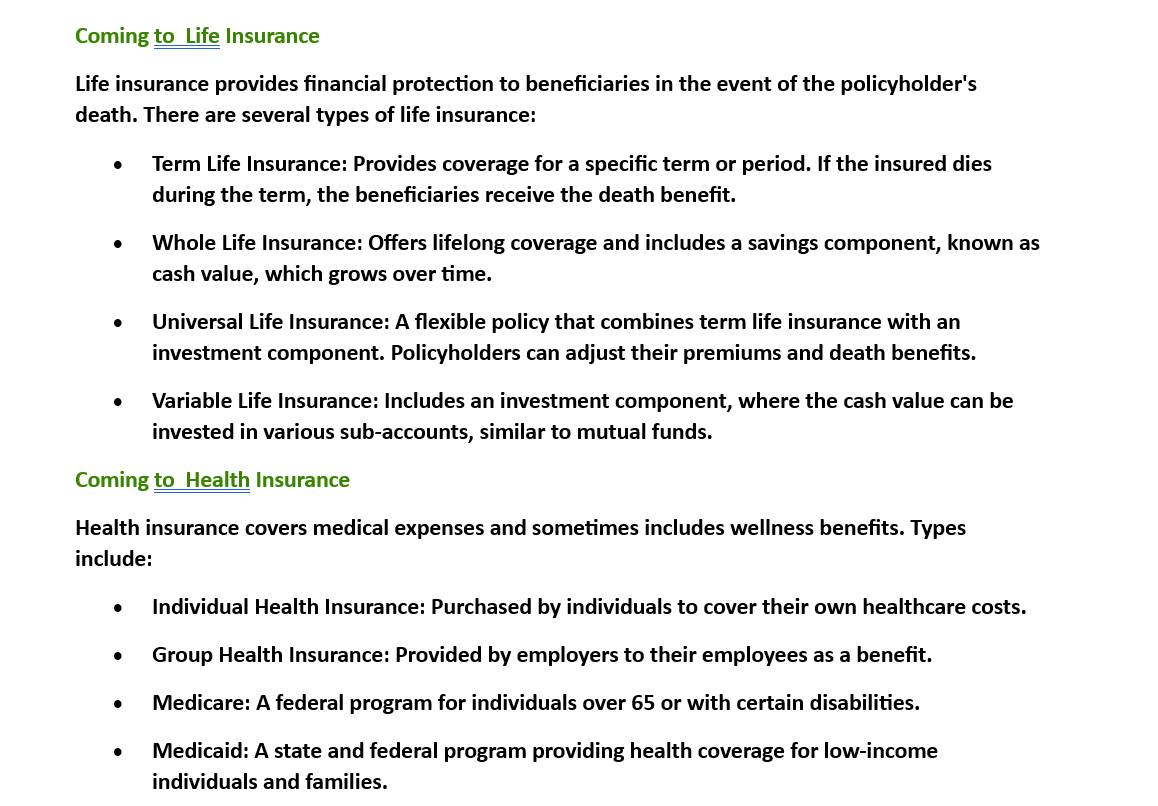 Coming to  Life Insurance
Life insurance provides financial protection to beneficiaries in the event of the policyholder's
death. There are several types of life insurance:
• Term Life Insurance: Provides coverage for a specific term or period. If the insured dies
during the term, the beneficiaries receive the death benefit.
• Whole Life Insurance: Offers lifelong coverage and includes a savings component, known as
cash value, which grows over time.
• Universal Life Insurance: A flexible policy that combines term life insurance with an
investment component. Policyholders can adjust their premiums and death benefits.
• Variable Life Insurance: Includes an investment component, where the cash value can be
invested in various sub-accounts, similar to mutual funds.
Coming to  Health Insurance
Health insurance covers medical expenses and sometimes includes wellness benefits. Types
include:
• Individual Health Insurance: Purchased by individuals to cover their own healthcare costs.
• Group Health Insurance: Provided by employers to their employees as a benefit.
• Medicare: A federal program for individuals over 65 or with certain disabilities.
• Medicaid: A state and federal program providing health coverage for low-income
individuals and families.